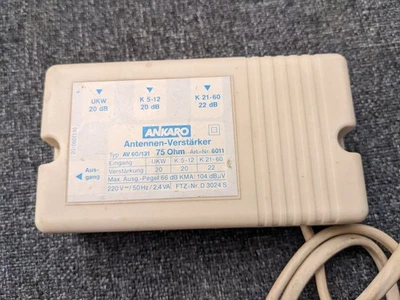 UKW
20 dB
K 5-12
20 dB
K 21-60
22 dB
ANKARO
Antennen-Verstärker
Typ: AV 60/131 75 Ohm Art.-Nr. 6011
Eingang UKW K 5-12 K 21-60
Verstärkung 20 20 22
Max. Ausg.-Pegel 66 dB KMA: 104 dBµV
220 V~/50 Hz/2,4 VA FTZ-Nr. D 3024 S
Aus-
gang